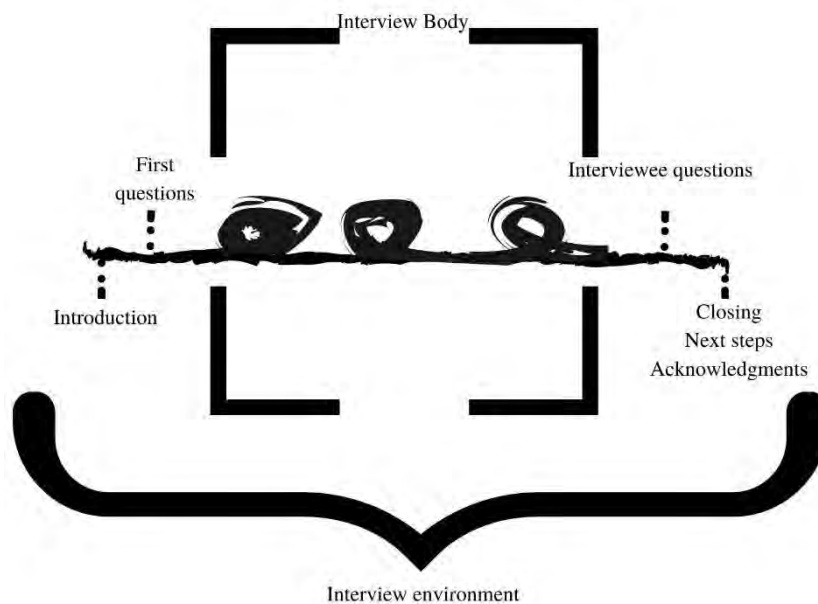 Interview Body
First
questions
Interviewee questions
Introduction
Closing
Next steps
Acknowledgments
Interview environment